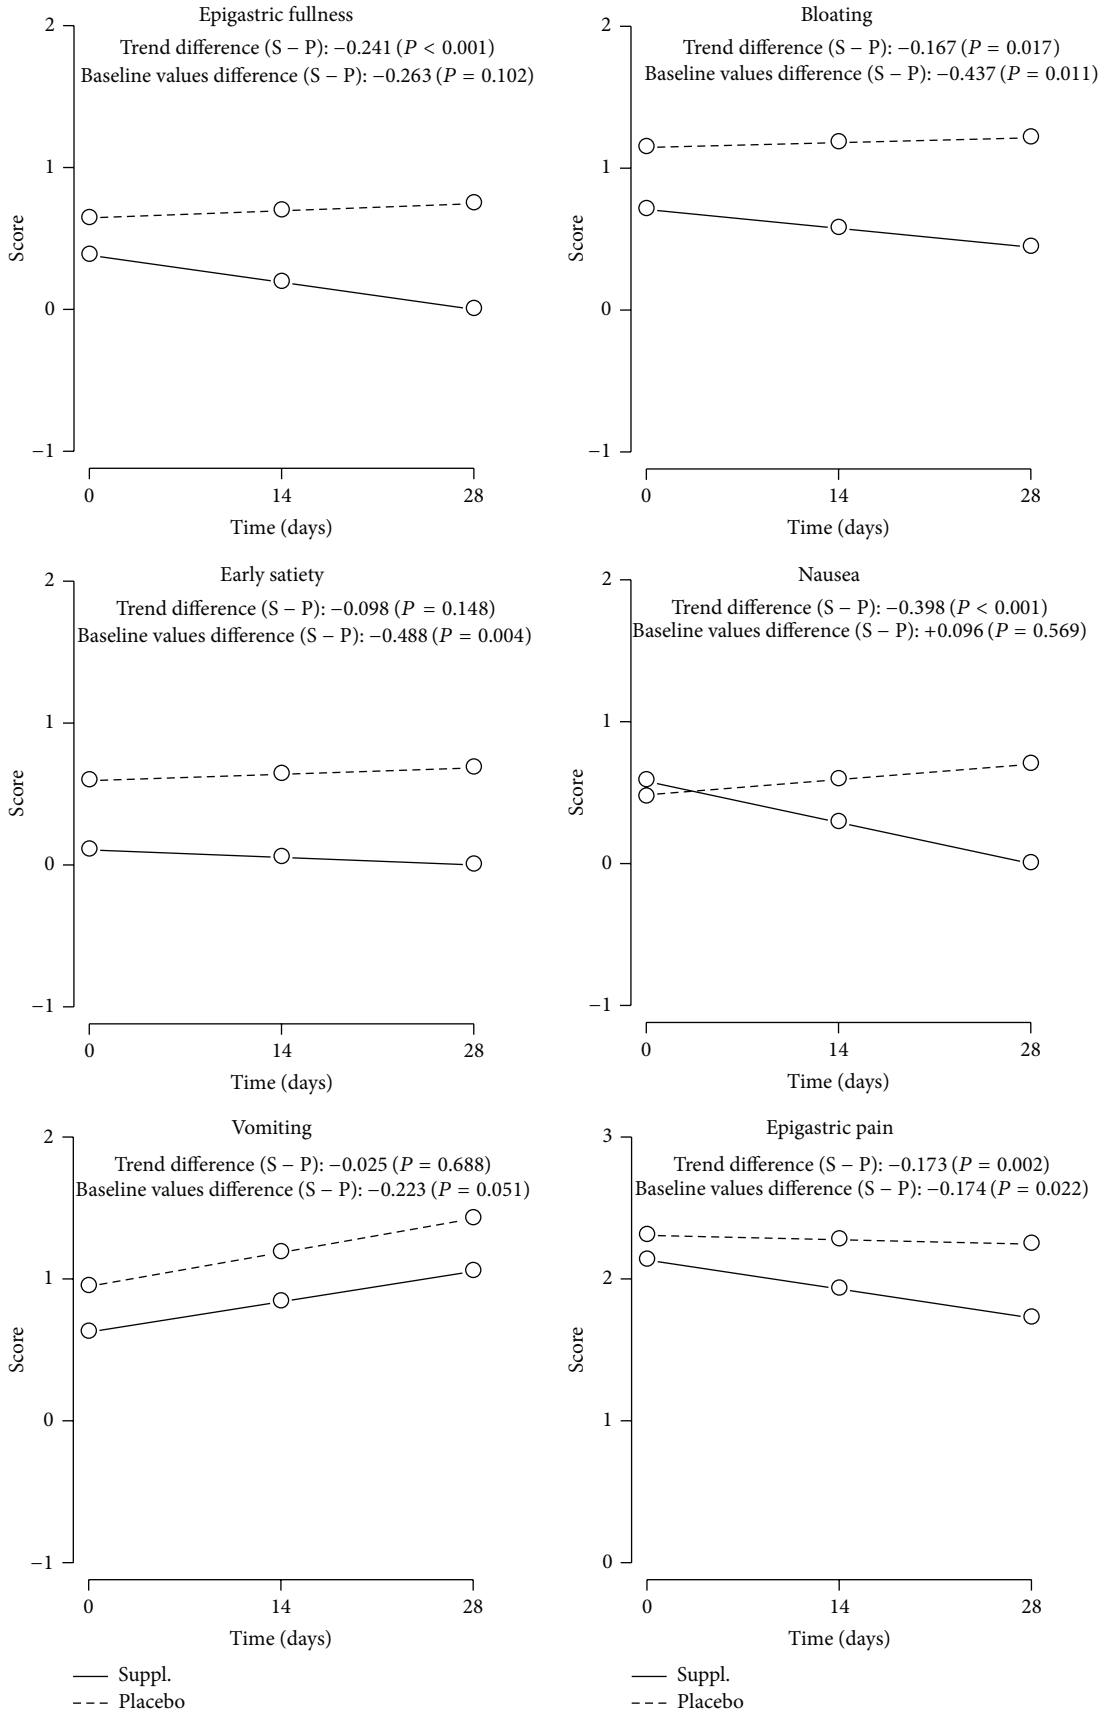 Epigastric fullness
Trend difference (S − P): −0.241 (P < 0.001)
Baseline values difference (S − P): −0.263 (P = 0.102)
2
1
0
−1
Score
0 14 28
Time (days)
Bloating
Trend difference (S − P): −0.167 (P = 0.017)
Baseline values difference (S − P): −0.437 (P = 0.011)
2
1
0
−1
Score
0 14 28
Time (days)
Early satiety
Trend difference (S − P): −0.098 (P = 0.148)
Baseline values difference (S − P): −0.488 (P = 0.004)
2
1
0
−1
Score
0 14 28
Time (days)
Nausea
Trend difference (S − P): −0.398 (P < 0.001)
Baseline values difference (S − P): +0.096 (P = 0.569)
2
1
0
−1
Score
0 14 28
Time (days)
Vomiting
Trend difference (S − P): −0.025 (P = 0.688)
Baseline values difference (S − P): −0.223 (P = 0.051)
2
1
0
−1
Score
0 14 28
Time (days)
Suppl.
Placebo
Epigastric pain
Trend difference (S − P): −0.173 (P = 0.002)
Baseline values difference (S − P): −0.174 (P = 0.022)
3
2
1
0
Score
0 14 28
Time (days)
Suppl.
Placebo